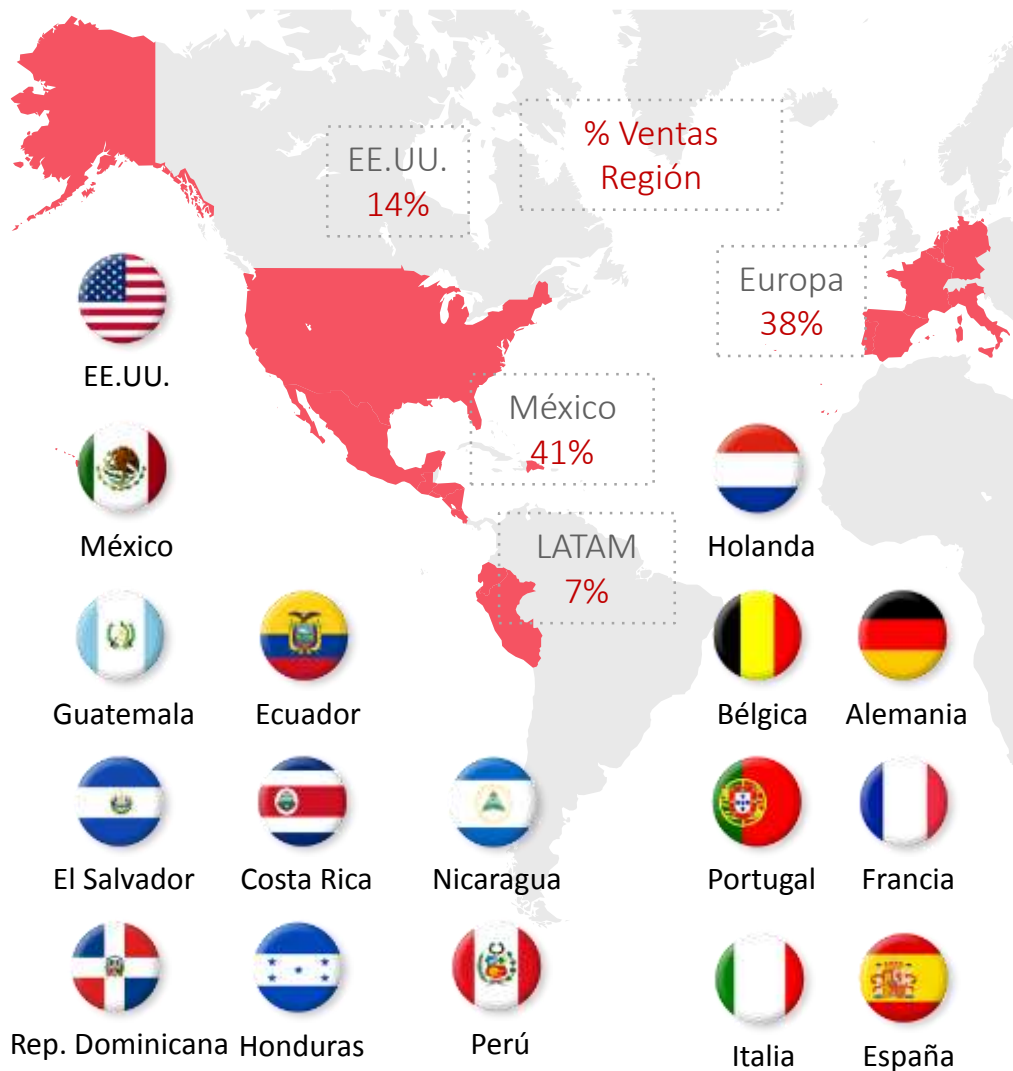 % Ventas
Región
EE.UU.
14%
Europa
38%
México
41%
LATAM
7%
EE.UU.
México
Holanda
Guatemala
Ecuador
Bélgica
Alemania
El Salvador
Costa Rica
Nicaragua
Portugal
Francia
Rep. Dominicana
Honduras
Perú
Italia
España